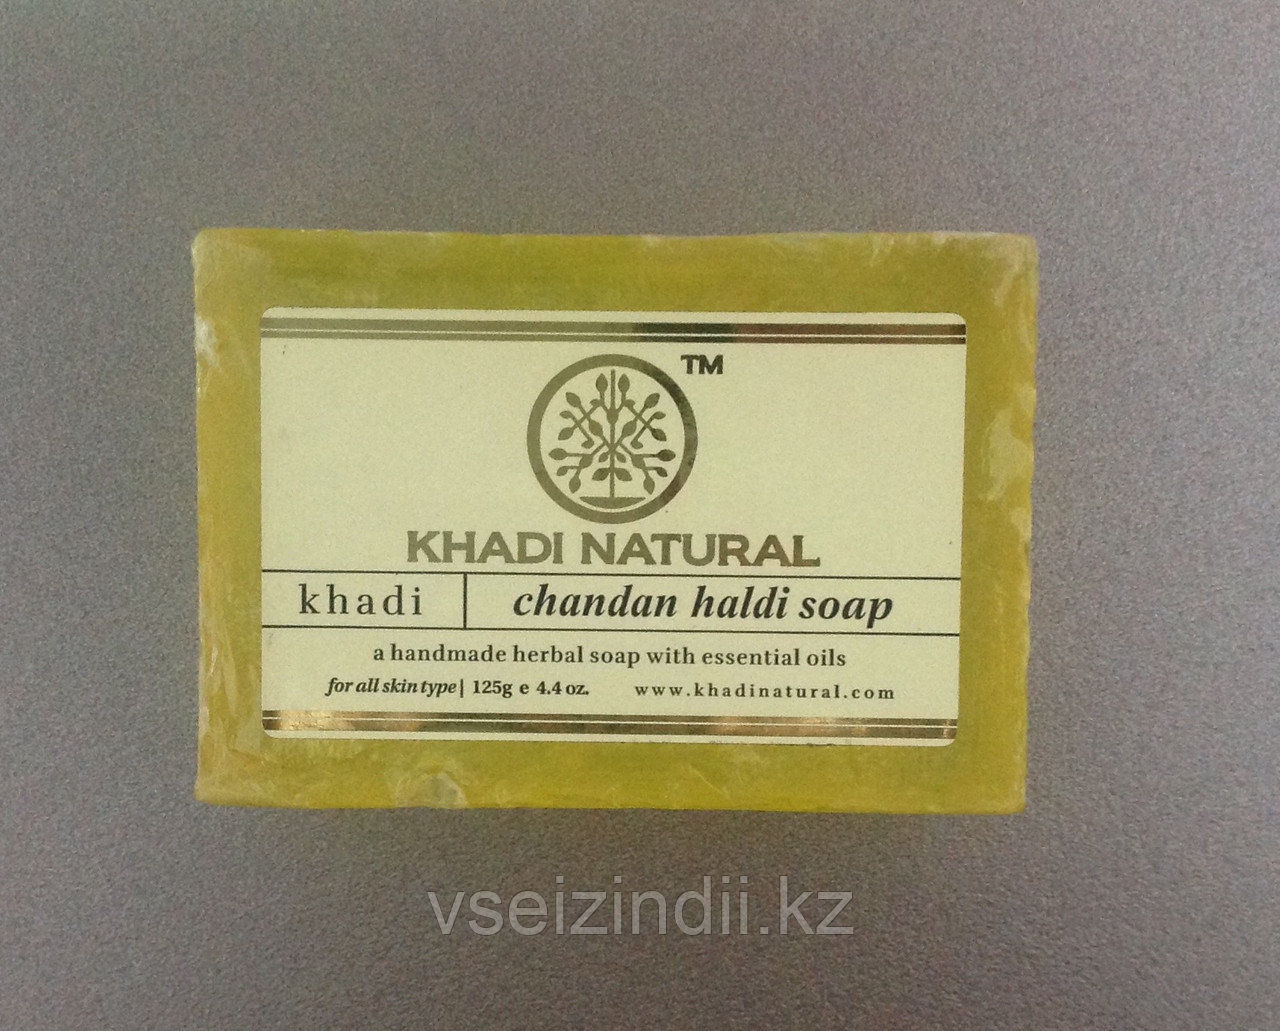 TM
KHADI NATURAL
khadi chandan haldi soap
a handmade herbal soap with essential oils
for all skin type| 125g e 4.4 oz. www.khadinatural.com
vseizindii.kz